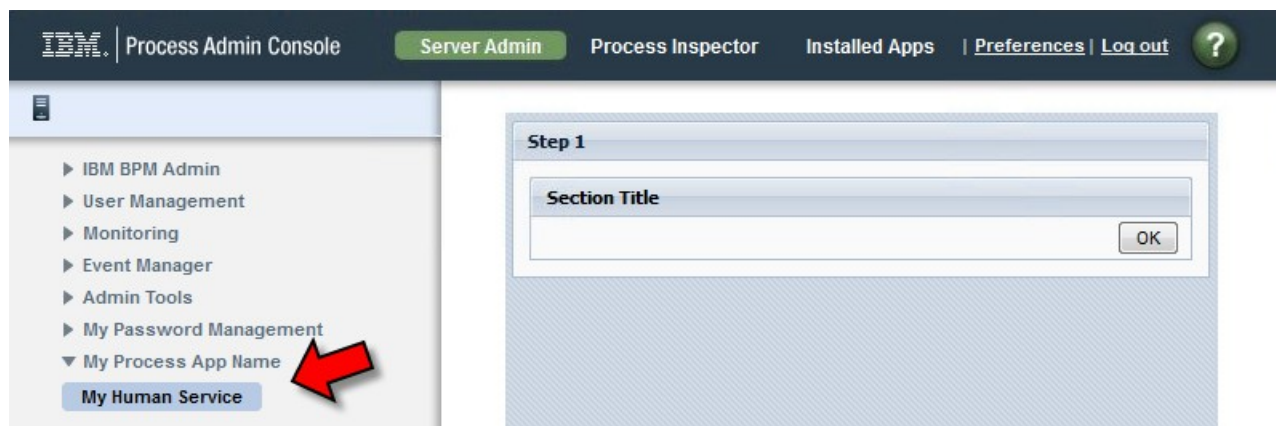 IBM. Process Admin Console Server Admin Process Inspector Installed Apps | Preferences | Log out ?
IBM BPM Admin
User Management
Monitoring
Event Manager
Admin Tools
My Password Management
My Process App Name
My Human Service
Step 1
Section Title
OK